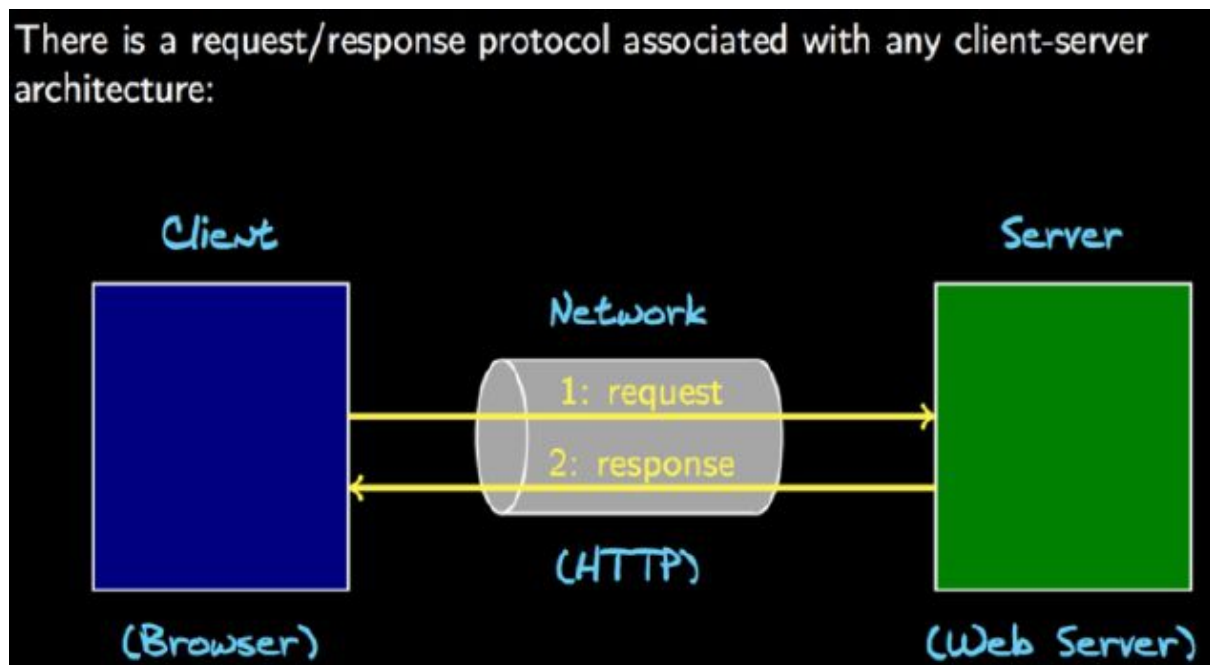 There is a request/response protocol associated with any client-server
architecture:
Client
Server
Network
1: request
2: response
(HTTP)
(Browser)
(Web Server)